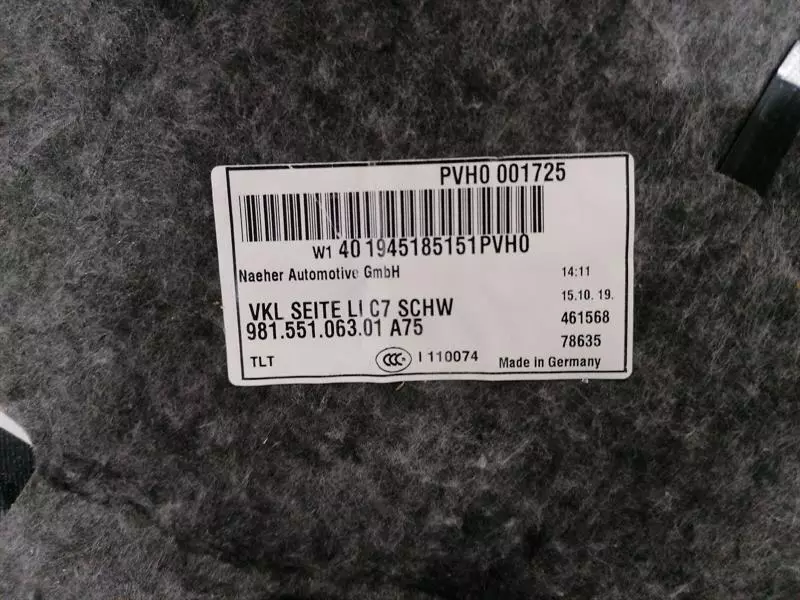 PVH0 001725
W1 40 1945185151PVH0
Naeher Automotive GmbH 14:11
15.10. 19.
VKL SEITE LI C7 SCHW 461568
981.551.063.01 A75
78635
TLT CCC I 110074 Made in Germany